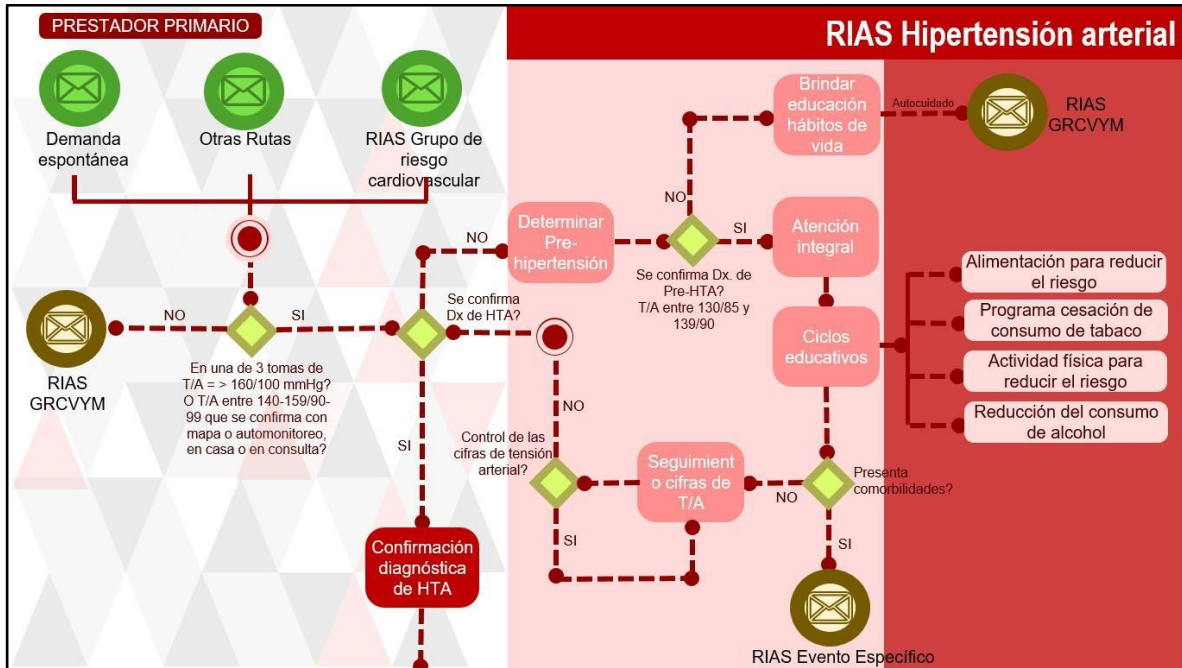 PRESTADOR PRIMARIO
RIAS Hipertensión arterial
Demanda
espontánea
Otras Rutas
RIAS Grupo de
riesgo
cardiovascular
Brindar
educación
hábitos de
vida
Autocuidado
RIAS
GRCVYM
NO
Determinar
Pre-
hipertensión
NO
SI
Se confirma Dx. de
Pre-HTA?
T/A entre 130/85 y
139/90
Atención
integral
Alimentación para reducir
el riesgo
Programa cesación de
consumo de tabaco
Actividad física para
reducir el riesgo
Reducción del consumo
de alcohol
Ciclos
educativos
Se confirma
Dx de HTA?
NO
SI
RIAS
GRCVYM
En una de 3 tomas de
T/A = > 160/100 mmHg?
O T/A entre 140-159/90-
99 que se confirma con
mapa o automonitoreo,
en casa o en consulta?
SI
NO
Control de las
cifras de tensión
arterial?
SI
Seguimient
o cifras de
T/A
NO
Presenta
comorbilidades?
SI
Confirmación
diagnóstica
de HTA
RIAS Evento Específico